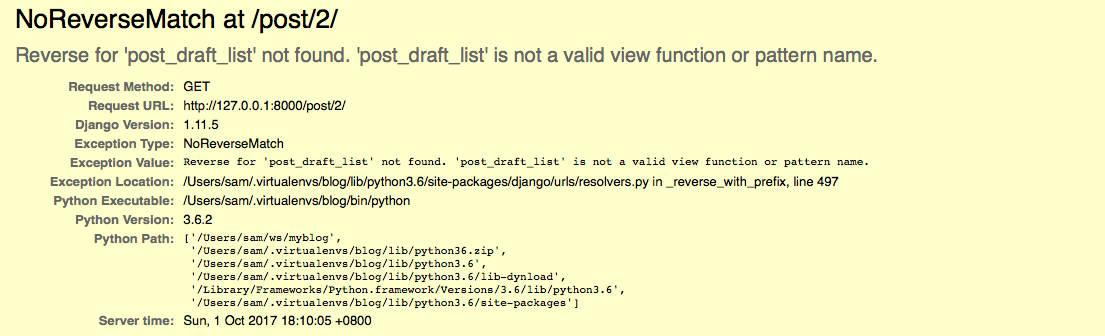 NoReverseMatch at /post/2/
Reverse for 'post_draft_list' not found. 'post_draft_list' is not a valid view function or pattern name.
Request Method: GET
Request URL: http://127.0.0.1:8000/post/2/
Django Version: 1.11.5
Exception Type: NoReverseMatch
Exception Value: Reverse for 'post_draft_list' not found. 'post_draft_list' is not a valid view function or pattern name.
Exception Location: /Users/sam/.virtualenvs/blog/lib/python3.6/site-packages/django/urls/resolvers.py in _reverse_with_prefix, line 497
Python Executable: /Users/sam/.virtualenvs/blog/bin/python
Python Version: 3.6.2
Python Path: ['/Users/sam/ws/myblog',
'/Users/sam/.virtualenvs/blog/lib/python36.zip',
'/Users/sam/.virtualenvs/blog/lib/python3.6',
'/Users/sam/.virtualenvs/blog/lib/python3.6/lib-dynload',
'/Library/Frameworks/Python.framework/Versions/3.6/lib/python3.6',
'/Users/sam/.virtualenvs/blog/lib/python3.6/site-packages']
Server time: Sun, 1 Oct 2017 18:10:05 +0800